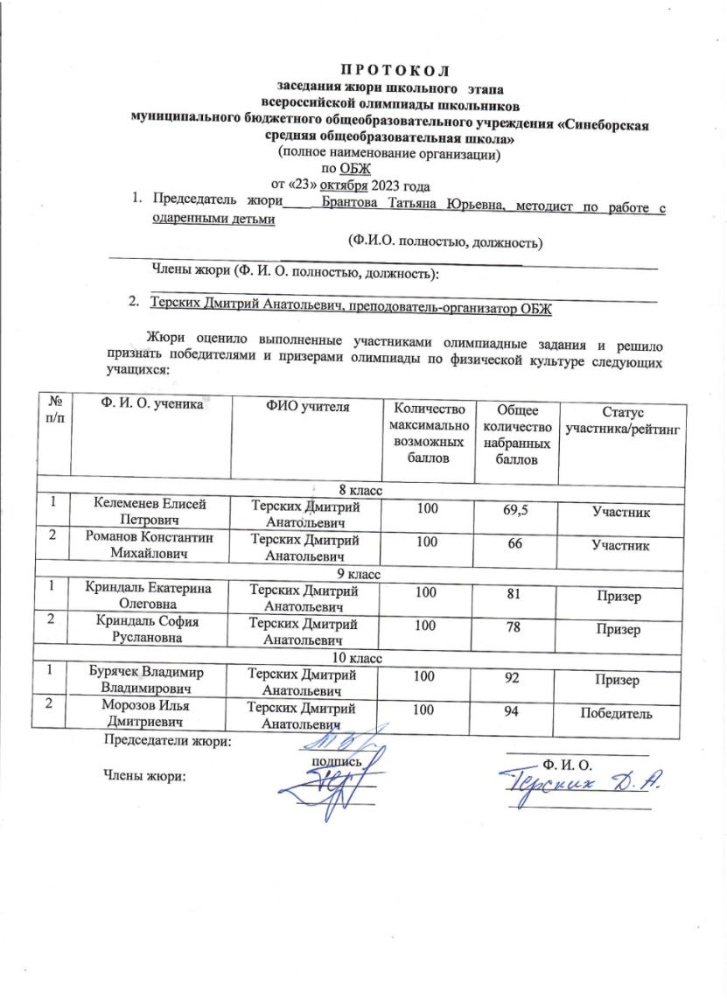 П Р О Т О К О Л
заседания жюри школьного этапа
всероссийской олимпиады школьников
муниципального бюджетного общеобразовательного учреждения «Синеборская
средняя общеобразовательная школа»
(полное наименование организации)
по ОБЖ
от «23» октября 2023 года
1. Председатель жюри____ Брантова Татьяна Юрьевна, методист по работе с
одаренными детьми
(Ф.И.О. полностью, должность)
Члены жюри (Ф. И. О. полностью, должность):
2. Терских Дмитрий Анатольевич, преподователь-организатор ОБЖ
Жюри оценило выполненные участниками олимпиадные задания и решило
признать победителями и призерами олимпиады по физической культуре следующих
учащихся:
№ п/п Ф. И. О. ученика ФИО учителя Количество максимально возможных баллов Общее количество набранных баллов Статус участника/рейтинг
8 класс
1 Келеменев Елисей Петрович Терских Дмитрий Анатольевич 100 69,5 Участник
2 Романов Константин Михайлович Терских Дмитрий Анатольевич 100 66 Участник
9 класс
1 Криндаль Екатерина Олеговна Терских Дмитрий Анатольевич 100 81 Призер
2 Криндаль София Руслановна Терских Дмитрий Анатольевич 100 78 Призер
10 класс
1 Бурячек Владимир Владимирович Терских Дмитрий Анатольевич 100 92 Призер
2 Морозов Илья Дмитриевич Терских Дмитрий Анатольевич 100 94 Победитель
Председатели жюри:
подпись Ф. И. О.
Члены жюри: Терских Д. А.